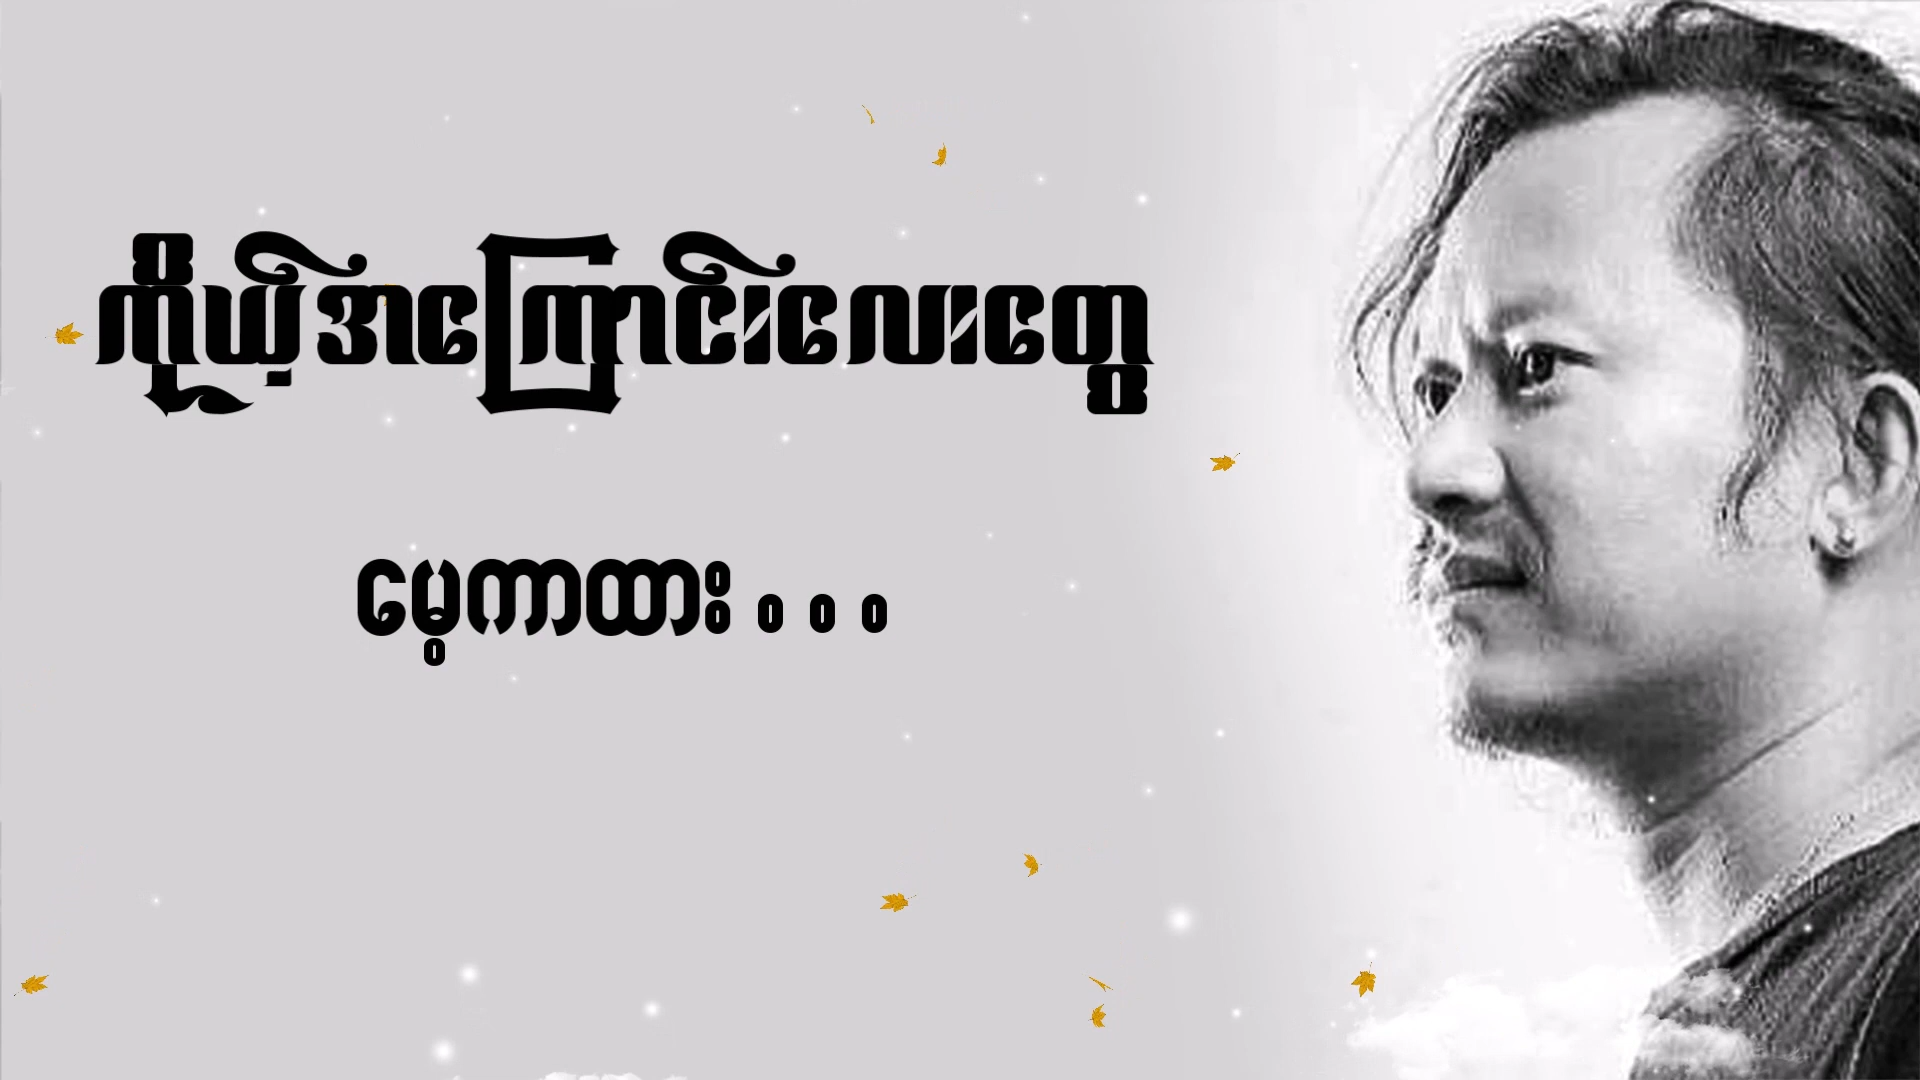 ကိုယ့်အကြောင်းလေးတွေ
မေ့ကာထား . . .